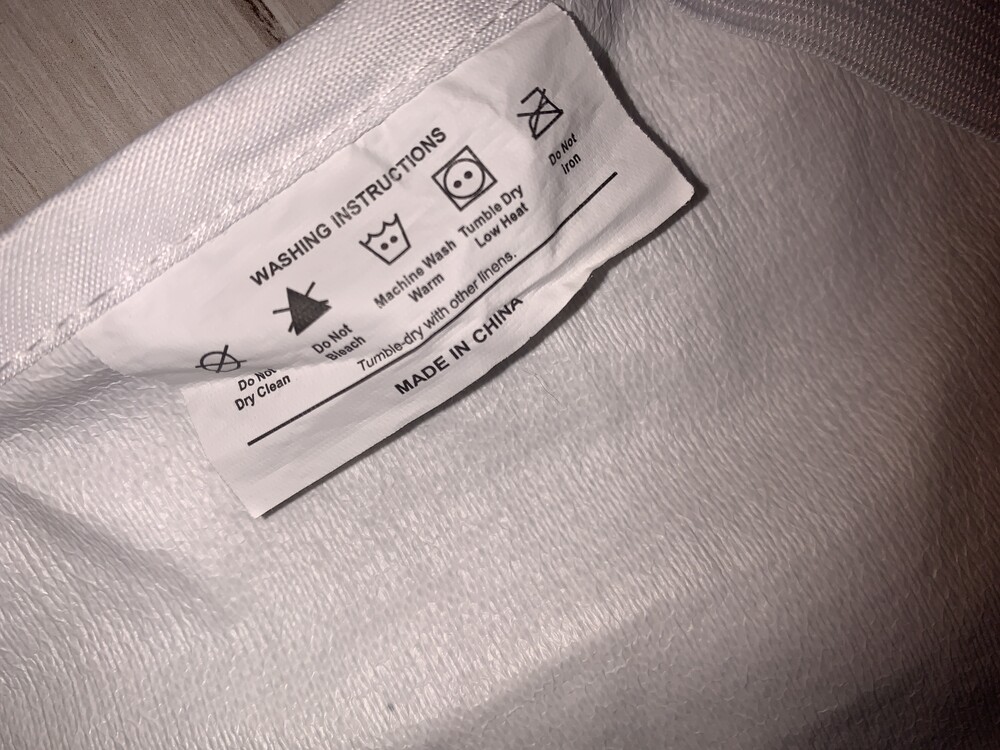 WASHING INSTRUCTIONS
Do Not
Dry Clean
Do Not
Bleach
Machine Wash
Warm
Tumble Dry
Low Heat
Do Not
iron
Tumble-dry with other linens.
MADE IN CHINA